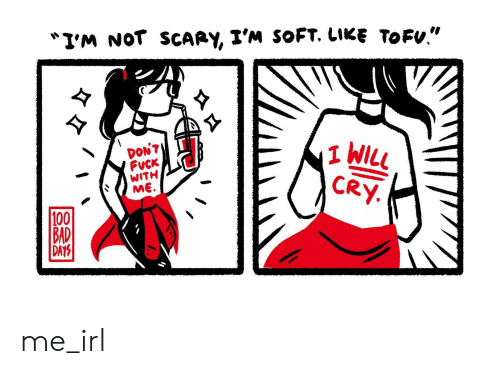 "I'M NOT SCARY, I'M SOFT. LIKE TOFU."
DON'T
FUCK
WITH
ME.
I WILL
CRY.
100
BAD
DAYS
me_irl